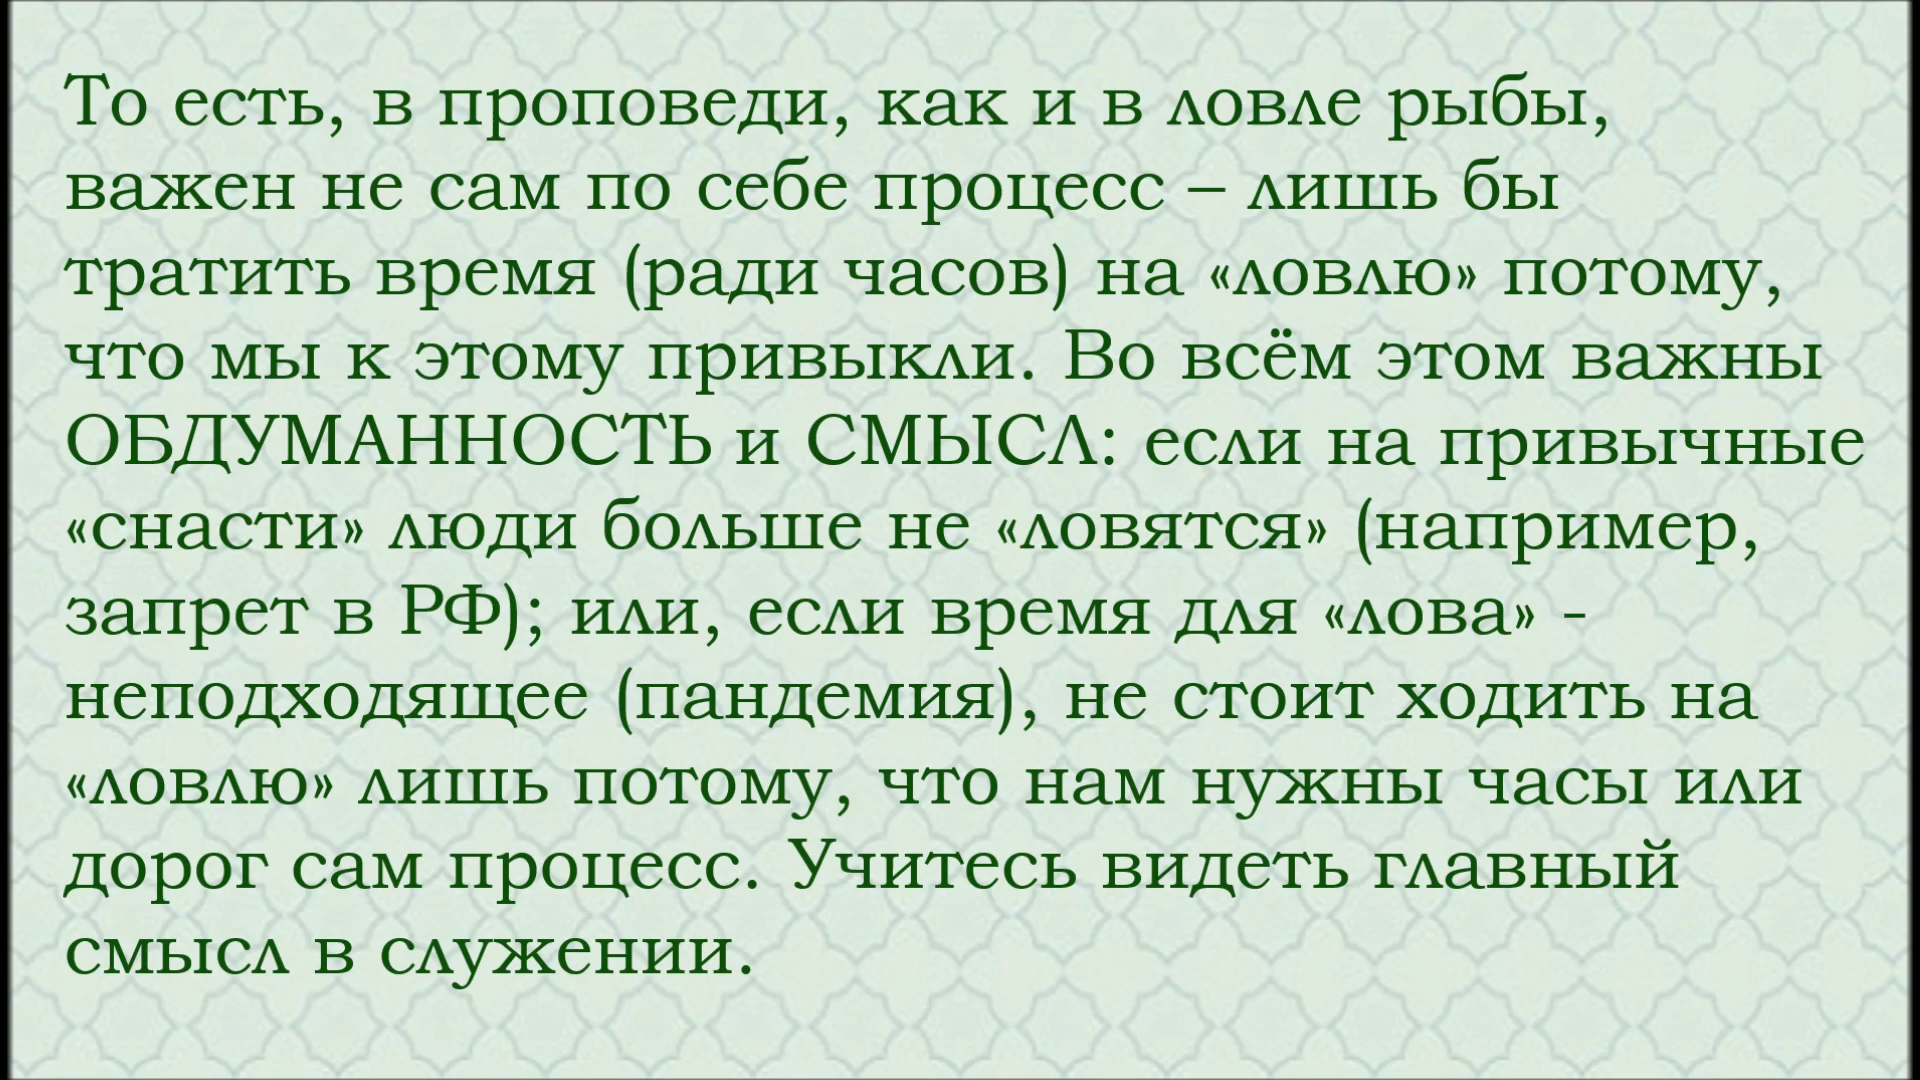 То есть, в проповеди, как и в ловле рыбы,
важен не сам по себе процесс – лишь бы
тратить время (ради часов) на «ловлю» потому,
что мы к этому привыкли. Во всём этом важны
ОБДУМАННОСТЬ и СМЫСЛ: если на привычные
«снасти» люди больше не «ловятся» (например,
запрет в РФ); или, если время для «лова» -
неподходящее (пандемия), не стоит ходить на
«ловлю» лишь потому, что нам нужны часы или
дорог сам процесс. Учитесь видеть главный
смысл в служении.